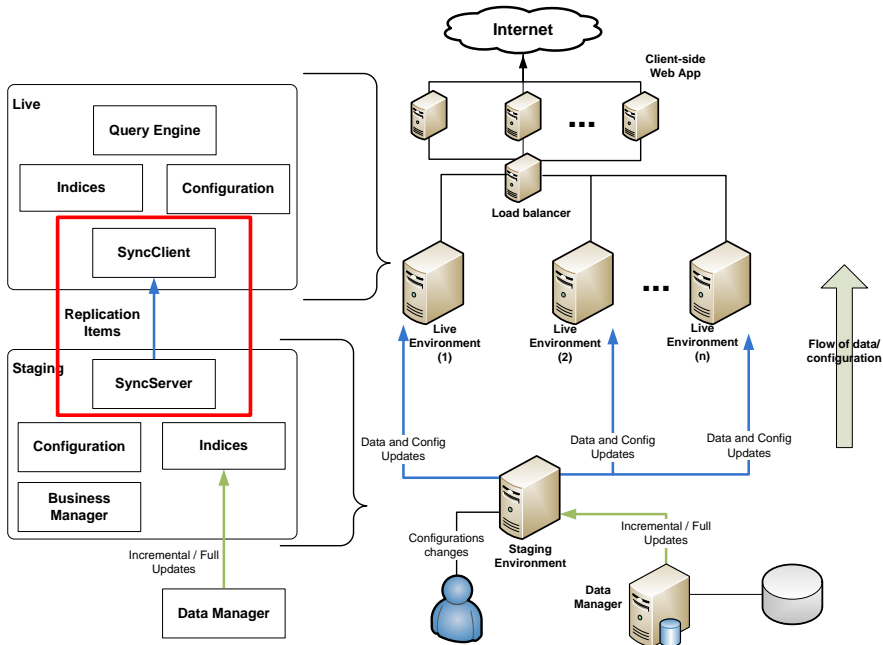 Internet
Client-side
Web App
Live
Query Engine
Indices
Configuration
SyncClient
Replication
Items
Staging
SyncServer
Configuration
Indices
Business
Manager
Incremental / Full
Updates
Data Manager
Load balancer
Live
Environment
(1)
Live
Environment
(2)
Live
Environment
(n)
Flow of data/
configuration
Data and Config
Updates
Data and Config
Updates
Data and Config
Updates
Configurations
changes
Staging
Environment
Incremental / Full
Updates
Data
Manager